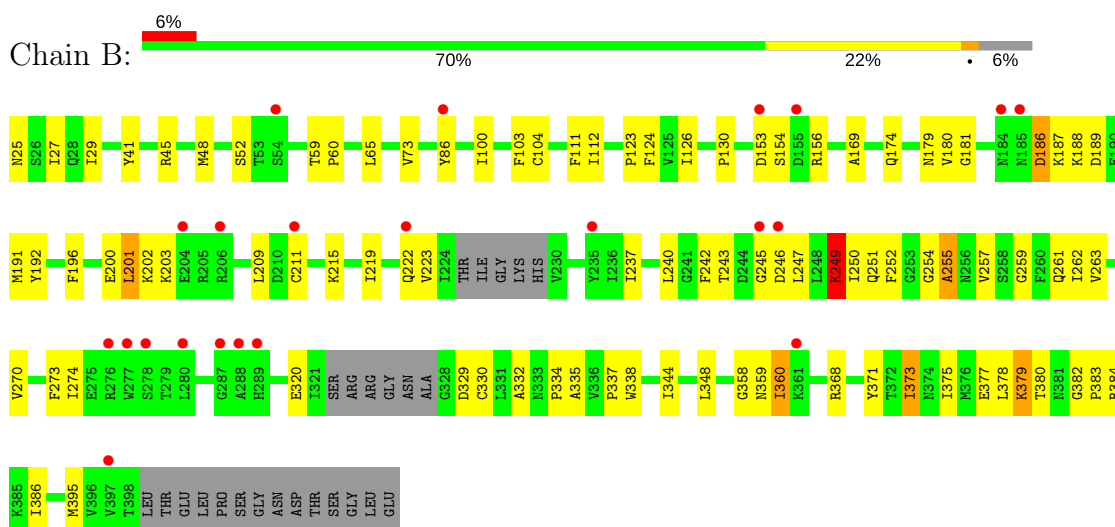 6%
Chain B:
70% 22% • 6%
N25 S26 I27 Q28 I29 Y41 R45 M48 S52 T53 S54 T59 P60 L65 V73 Y86 I100 F103 C104 F111 I112 P123 F124 V125 I126 P130 D153 S154 D155 R156 A169 Q174 N179 V180 G181 N184 N185 D186 K187 K188 D189 E190
M191 Y192 F196 E200 L201 K202 K203 E204 R205 R206 L209 D210 C211 K215 I219 Q222 V223 I224 THR ILE GLY LYS HIS V230 Y235 I236 I237 L240 G241 F242 T243 D244 G245 D246 L247 L248 K249 I250 Q251 F252 G253 G254 A255 N256 V257 S258 G259 F260 Q261 I262 V263
V270 F273 I274 E275 R276 W277 S278 T279 L280 G287 A288 H289 E320 I321 SER ARG ARG GLY ASN ALA G328 D329 C330 L331 A332 N333 P334 A335 V336 P337 W338 I344 L348 G358 N359 I360 K361 R368 Y371 T372 I373 N374 I375 M376 E377 L378 K379 T380 N381 G382 P383
K385 I386 M395 V396 V397 T398 LEU THR GLU LEU LEU PRO SER GLY ASN ASP THR SER GLY LEU GLU